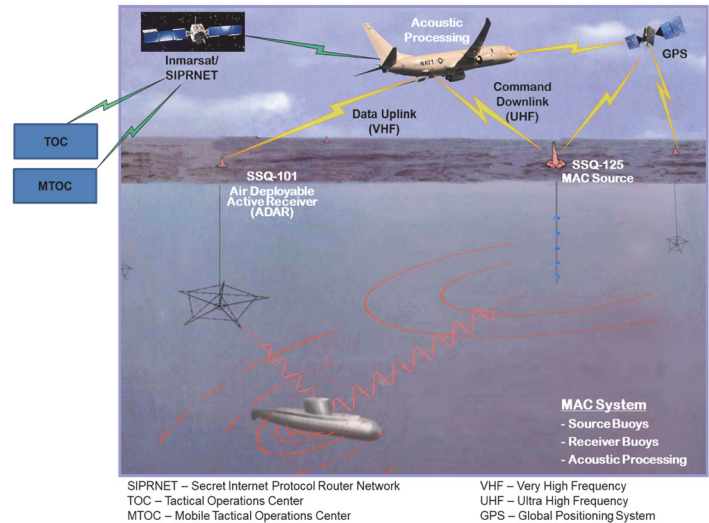 Acoustic
Processing
Inmarsat/
SIPRNET
GPS
NAVY
Command
Downlink
(UHF)
Data Uplink
(VHF)
TOC
MTOC
SSQ-101
Air Deployable
Active Receiver
(ADAR)
SSQ-125
MAC Source
MAC System
- Source Buoys
- Receiver Buoys
- Acoustic Processing
SIPRNET – Secret Internet Protocol Router Network
TOC – Tactical Operations Center
MTOC – Mobile Tactical Operations Center
VHF – Very High Frequency
UHF – Ultra High Frequency
GPS – Global Positioning System